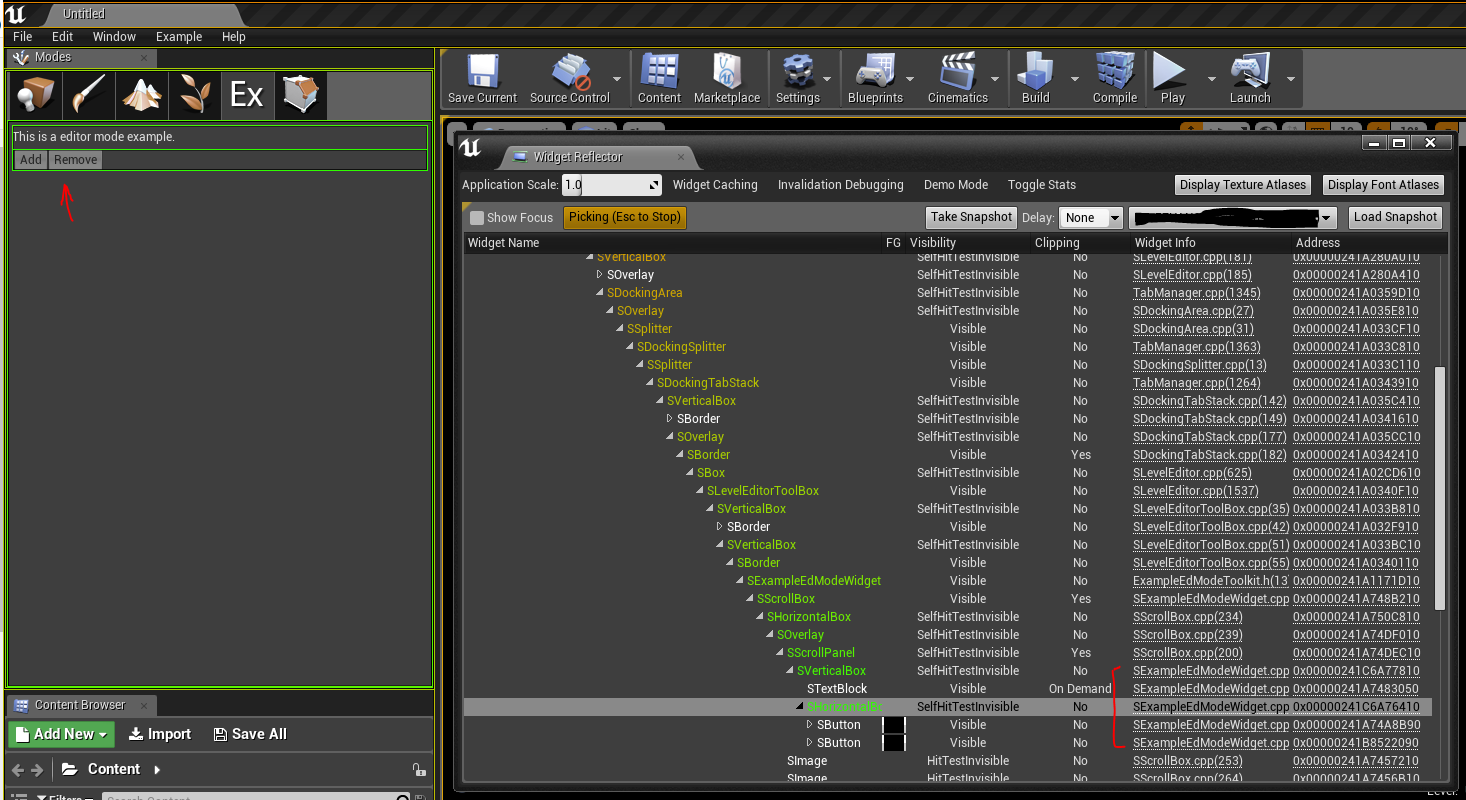 Untitled
File Edit Window Example Help
Modes
Ex
This is a editor mode example.
Add Remove
Save Current Source Control Content Marketplace Settings Blueprints Cinematics Build Compile Play Launch
Widget Reflector
Application Scale: 1.0 Widget Caching Invalidation Debugging Demo Mode Toggle Stats Display Texture Atlases Display Font Atlases
Show Focus Picking (Esc to Stop) Take Snapshot Delay: None Load Snapshot
Widget Name FG Visibility Clipping Widget Info Address
SVerticalBox SelfHitTestInvisible No SLevelEditor.cpp(181) 0x00000241A280A010
SOverlay SelfHitTestInvisible No SLevelEditor.cpp(185) 0x00000241A280A410
SDockingArea SelfHitTestInvisible No TabManager.cpp(1345) 0x00000241A0359D10
SOverlay SelfHitTestInvisible No SDockingArea.cpp(27) 0x00000241A035E810
SSplitter Visible No SDockingArea.cpp(31) 0x00000241A033CF10
SDockingSplitter Visible No TabManager.cpp(1363) 0x00000241A033C810
SSplitter Visible No SDockingSplitter.cpp(13) 0x00000241A033C110
SDockingTabStack Visible No TabManager.cpp(1264) 0x00000241A0343910
SVerticalBox SelfHitTestInvisible No SDockingTabStack.cpp(142) 0x00000241A035C410
SBorder Visible No SDockingTabStack.cpp(149) 0x00000241A0341610
SOverlay SelfHitTestInvisible No SDockingTabStack.cpp(177) 0x00000241A035CC10
SBorder Visible Yes SDockingTabStack.cpp(182) 0x00000241A0342410
SBox SelfHitTestInvisible No SLevelEditor.cpp(625) 0x00000241A02CD610
SLevelEditorToolBox Visible No SLevelEditor.cpp(1537) 0x00000241A0340F10
SVerticalBox SelfHitTestInvisible No SLevelEditorToolBox.cpp(35) 0x00000241A033B810
SBorder Visible No SLevelEditorToolBox.cpp(42) 0x00000241A032F910
SVerticalBox SelfHitTestInvisible No SLevelEditorToolBox.cpp(51) 0x00000241A033BC10
SBorder Visible No SLevelEditorToolBox.cpp(55) 0x00000241A0340110
SExampleEdModeWidget Visible No ExampleEdModeToolkit.h(13 0x00000241A1171D10
SScrollBox Visible Yes SExampleEdModeWidget.cpp 0x00000241A748B210
SHorizontalBox SelfHitTestInvisible No SScrollBox.cpp(234) 0x00000241A750C810
SOverlay SelfHitTestInvisible No SScrollBox.cpp(239) 0x00000241A74DF010
SScrollPanel SelfHitTestInvisible Yes SScrollBox.cpp(200) 0x00000241A74DEC10
SVerticalBox SelfHitTestInvisible No SExampleEdModeWidget.cpp 0x00000241C6A77810
STextBlock Visible On Demand SExampleEdModeWidget.cpp 0x00000241A7483050
SHorizontalBo SelfHitTestInvisible No SExampleEdModeWidget.cpp 0x00000241C6A76410
SButton Visible No SExampleEdModeWidget.cpp 0x00000241A74A8B90
SButton Visible No SExampleEdModeWidget.cpp 0x00000241B8522090
SImage HitTestInvisible No SScrollBox.cpp(253) 0x00000241A7457210
SImage HitTestInvisible No SScrollBox.cpp(264) 0x00000241A7456B10
Content Browser
Add New Import Save All
Content
Filters Search Content
Level: